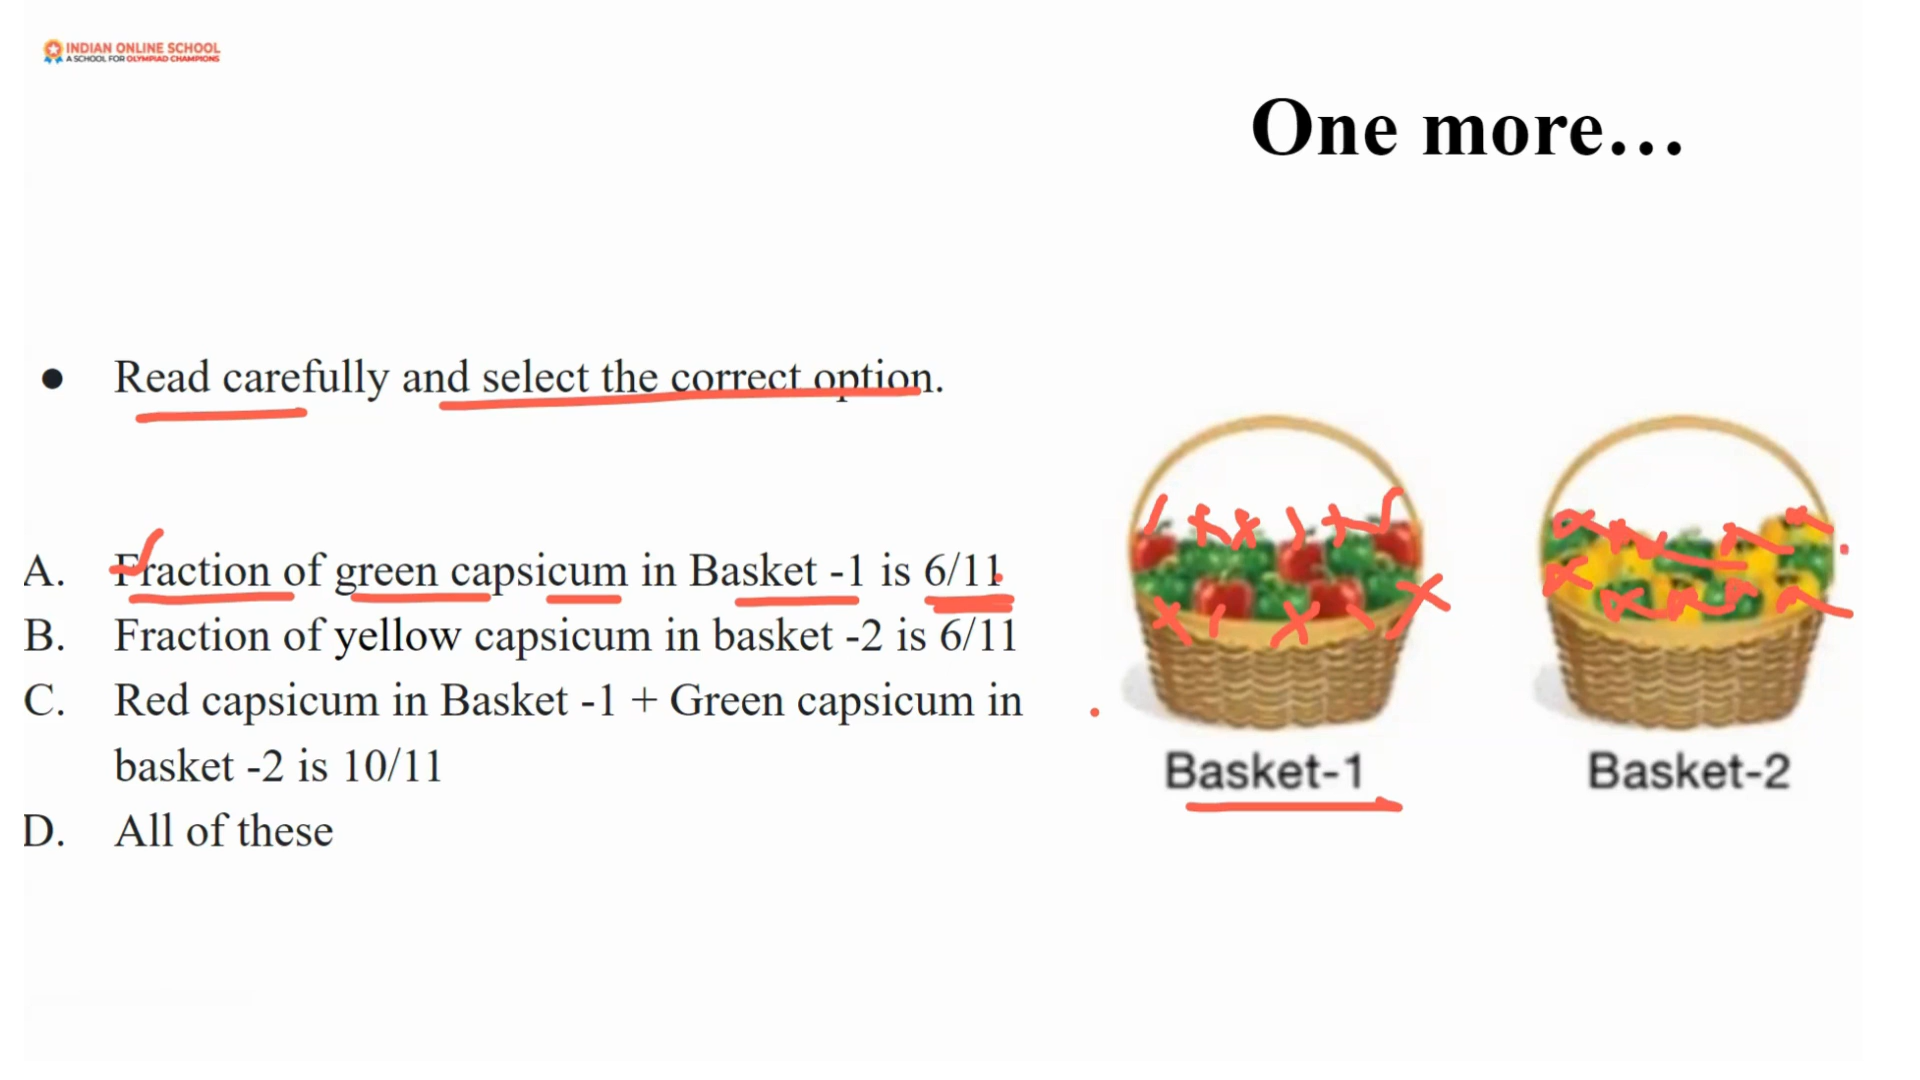 INDIAN ONLINE SCHOOL
A SCHOOL FOR OLYMPIAD CHAMPIONS
One more...
● Read carefully and select the correct option.
A. Fraction of green capsicum in Basket -1 is 6/11
B. Fraction of yellow capsicum in basket -2 is 6/11
C. Red capsicum in Basket -1 + Green capsicum in
basket -2 is 10/11
D. All of these
Basket-1
Basket-2